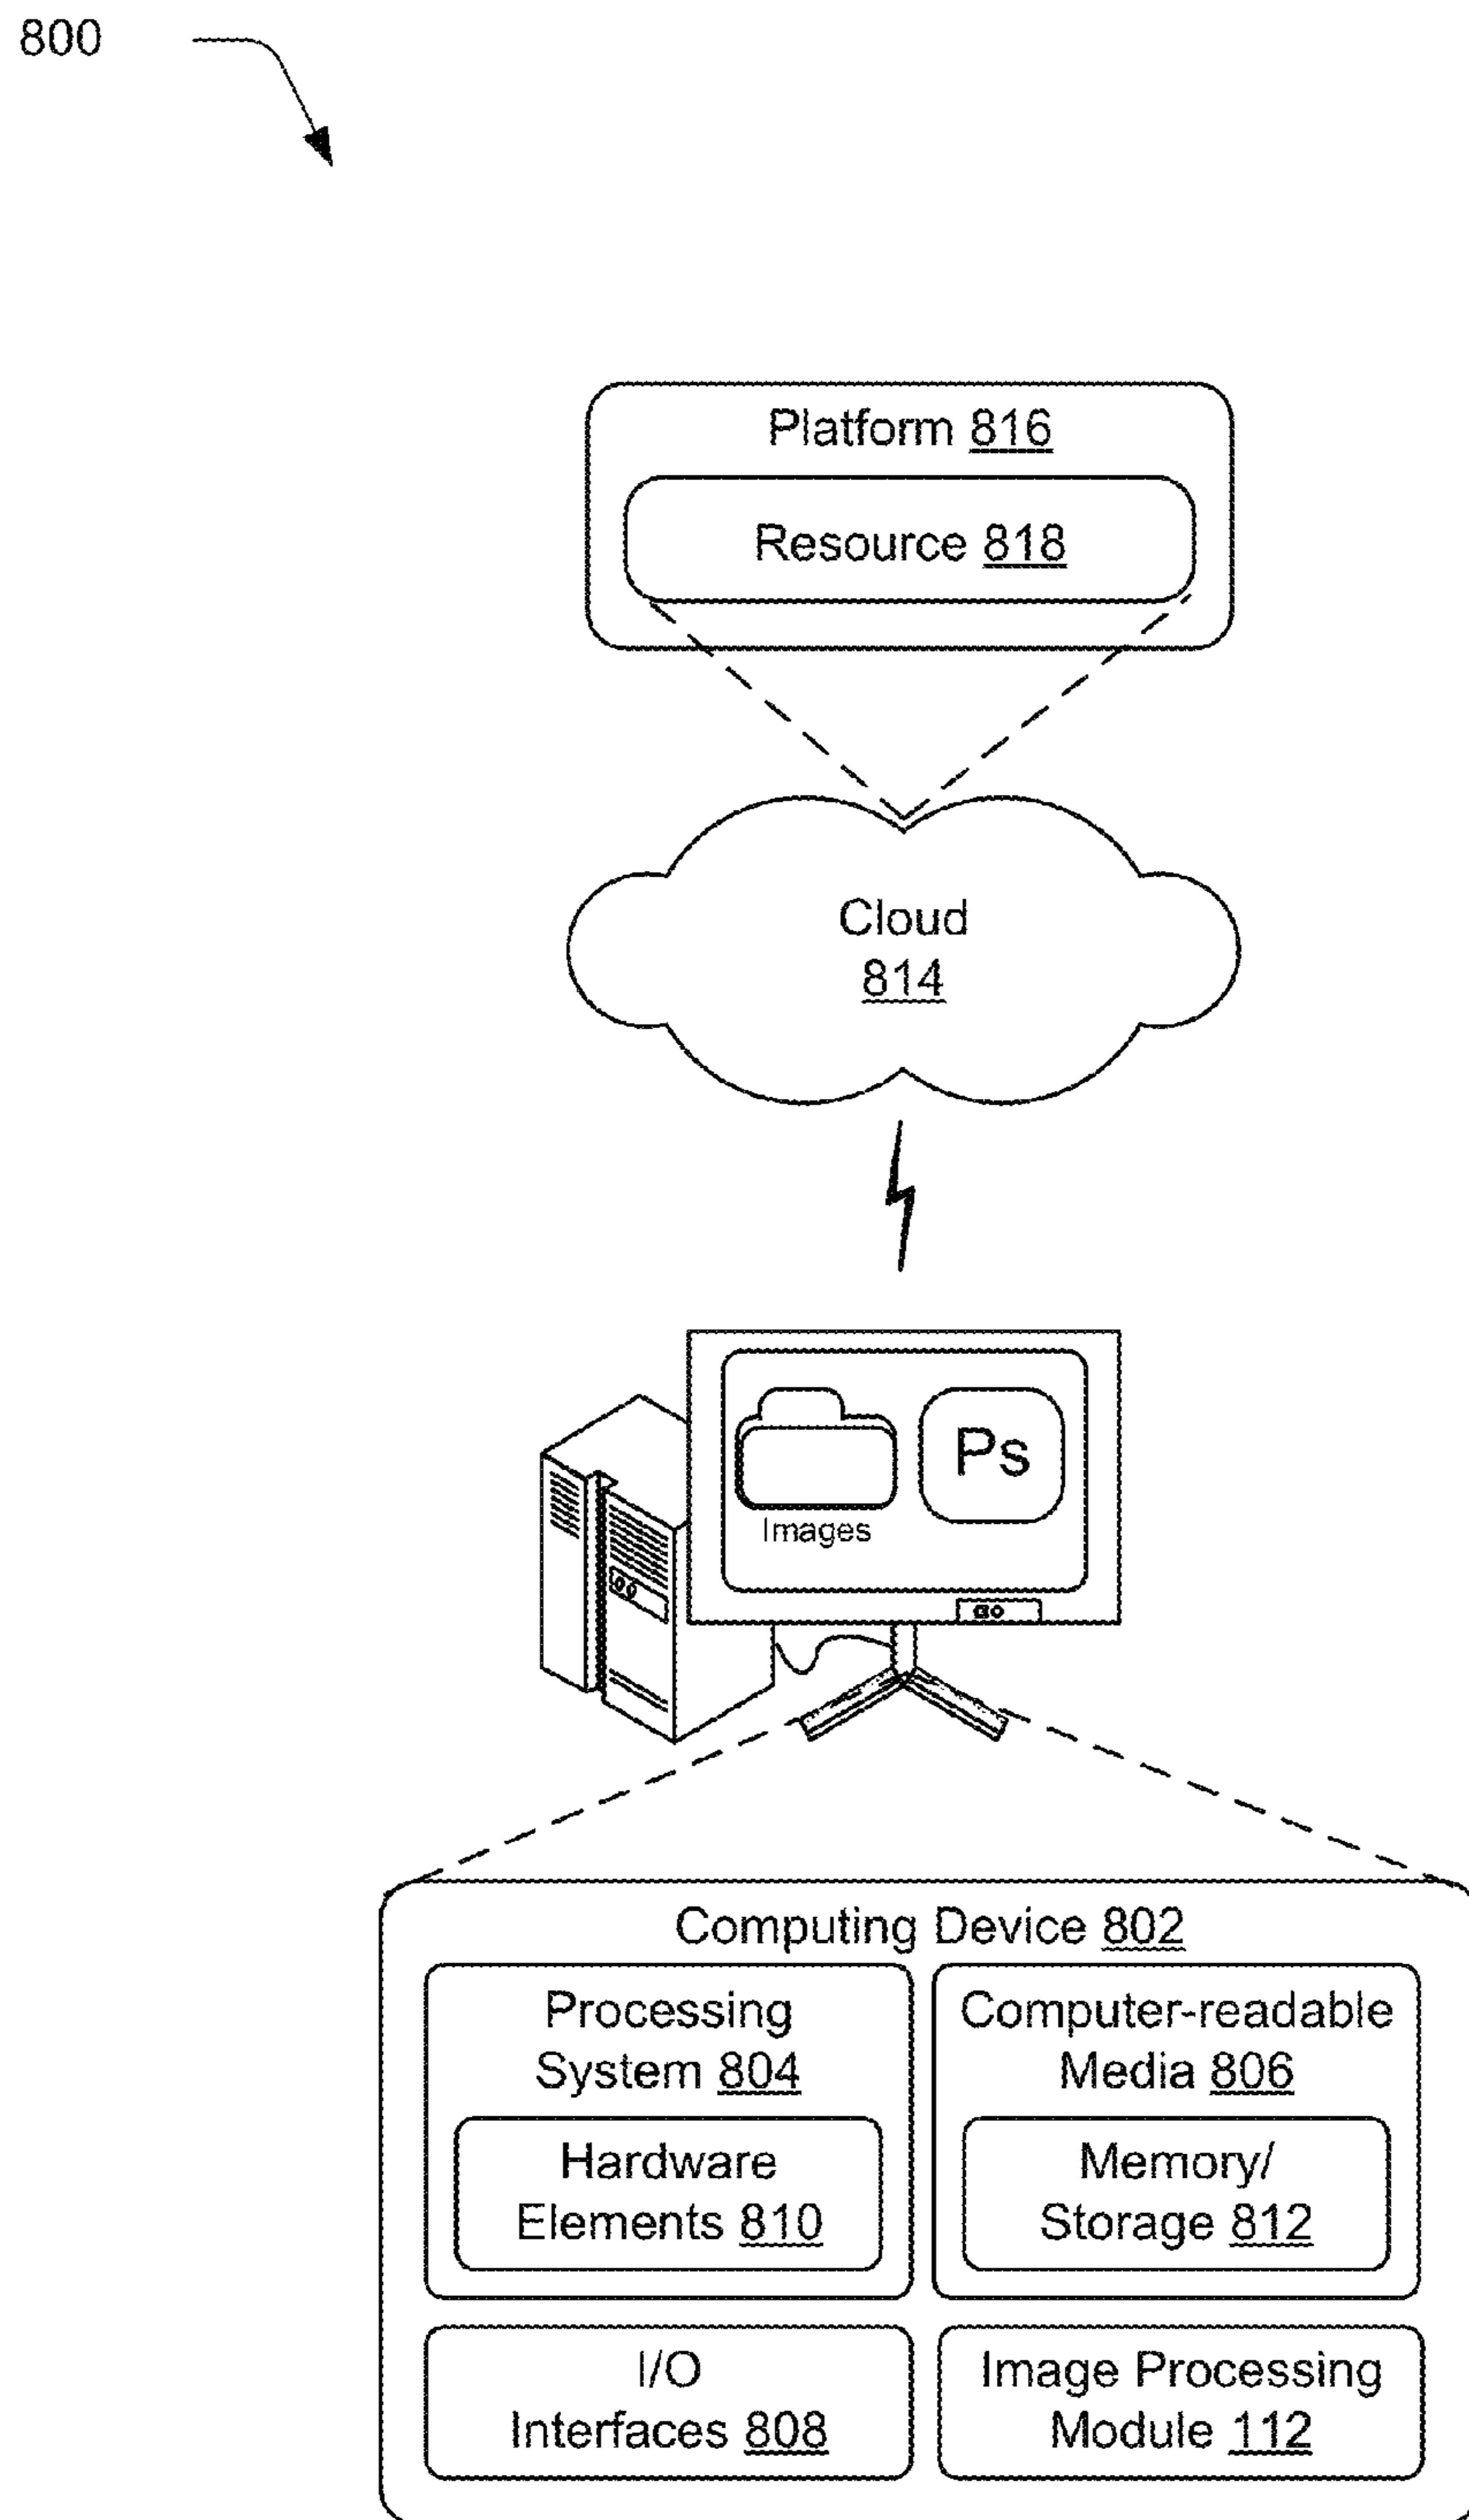 800
Platform 816
Resource 818
Cloud
814
Ps
Images
Computing Device 802
Processing
System 804
Hardware
Elements 810
Computer-readable
Media 806
Memory/
Storage 812
I/O
Interfaces 808
Image Processing
Module 112